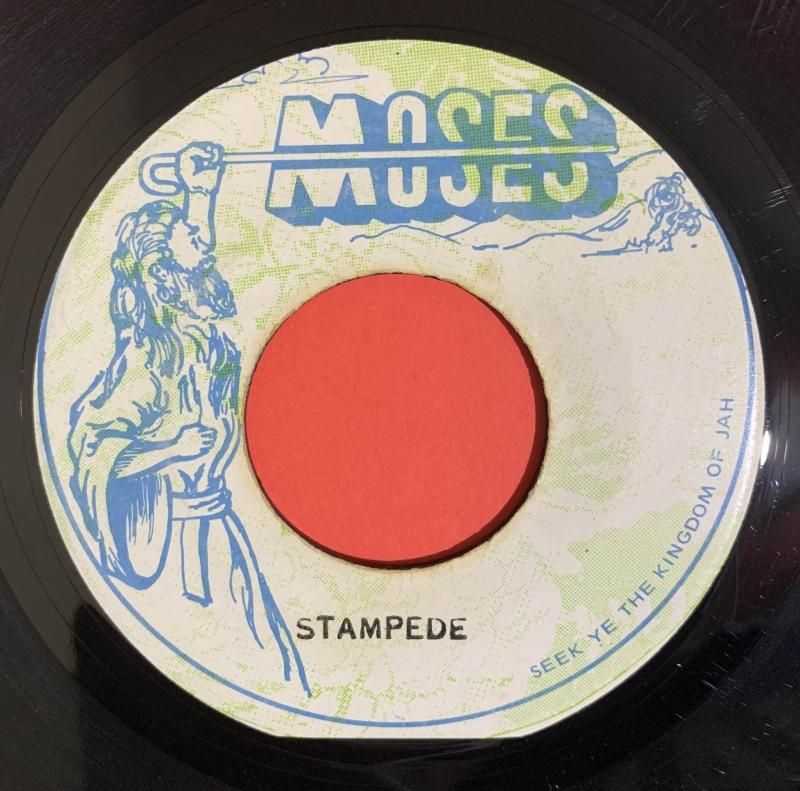 MOSES
STAMPEDE
SEEK YE THE KINGDOM OF JAH